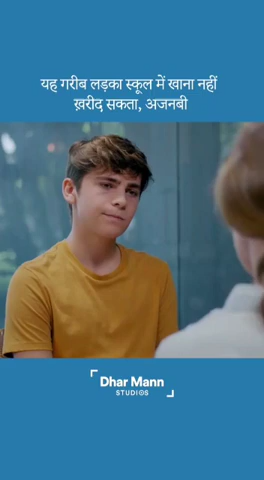 यह गरीब लड़का स्कूल में खाना नहीं
ख़रीद सकता, अजनबी
Dhar Mann
STUDIOS